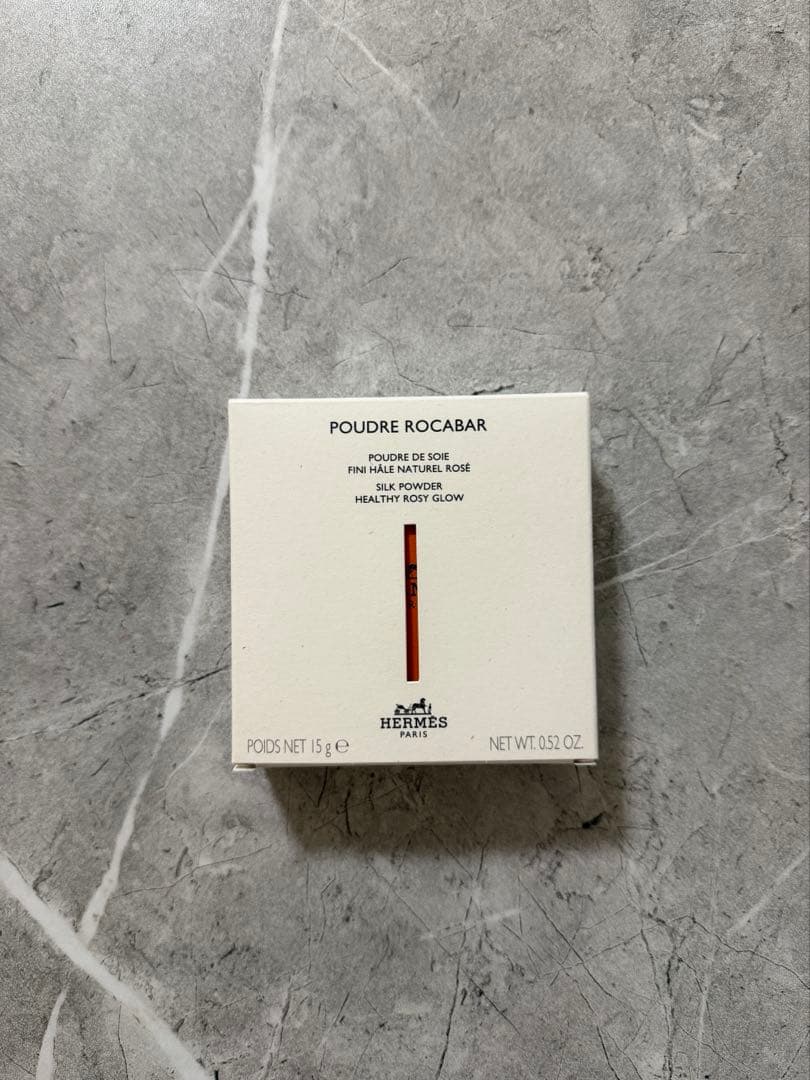 POUDRE ROCABAR
POUDRE DE SOIE
FINI HÂLE NATUREL ROSÉ
SILK POWDER
HEALTHY ROSY GLOW
HERMÈS
PARIS
POIDS NET 15 g ℮
NET WT. 0.52 OZ.